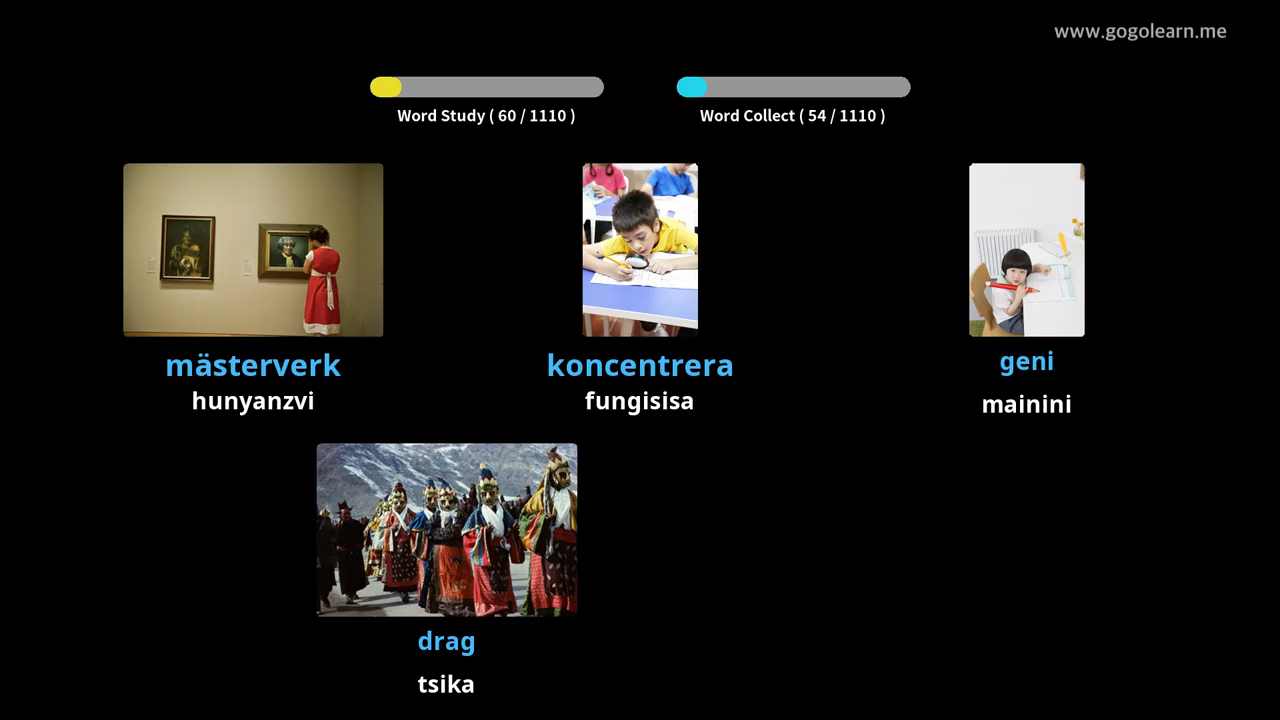 www.gogolearn.me
Word Study ( 60 / 1110 )
Word Collect ( 54 / 1110 )
mästerverk
hunyanzvi
koncentrera
fungisisa
geni
mainini
drag
tsika